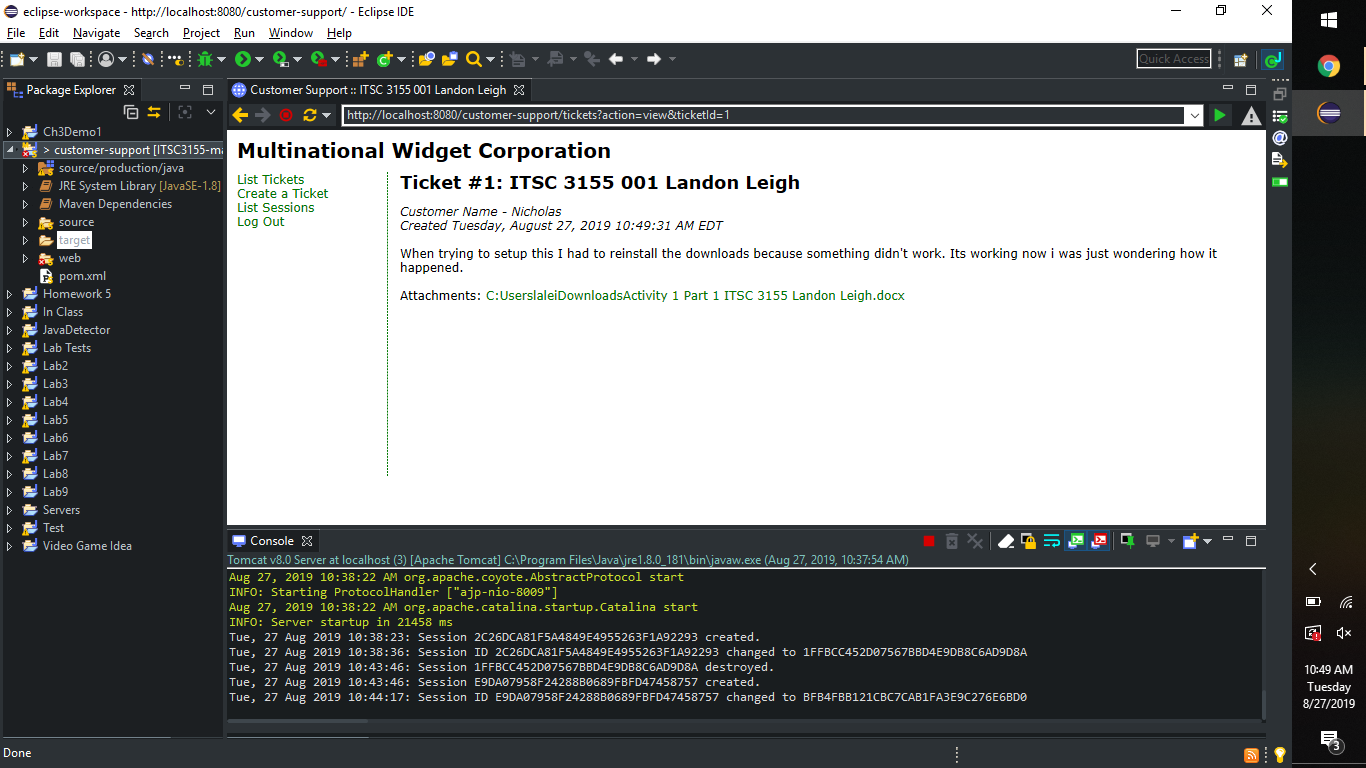 eclipse-workspace - http://localhost:8080/customer-support/ - Eclipse IDE
File Edit Navigate Search Project Run Window Help
Quick Access
Package Explorer
Ch3Demo1
> customer-support [ITSC3155-ma
source/production/java
JRE System Library [JavaSE-1.8]
Maven Dependencies
source
target
web
pom.xml
Homework 5
In Class
JavaDetector
Lab Tests
Lab2
Lab3
Lab4
Lab5
Lab6
Lab7
Lab8
Lab9
Servers
Test
Video Game Idea
Customer Support :: ITSC 3155 001 Landon Leigh
http://localhost:8080/customer-support/tickets?action=view&ticketId=1
Multinational Widget Corporation
List Tickets
Create a Ticket
List Sessions
Log Out
Ticket #1: ITSC 3155 001 Landon Leigh
Customer Name - Nicholas
Created Tuesday, August 27, 2019 10:49:31 AM EDT
When trying to setup this I had to reinstall the downloads because something didn't work. Its working now i was just wondering how it
happened.
Attachments: C:UserslaleiDownloadsActivity 1 Part 1 ITSC 3155 Landon Leigh.docx
Console
Tomcat v8.0 Server at localhost (3) [Apache Tomcat] C:\Program Files\Java\jre1.8.0_181\bin\javaw.exe (Aug 27, 2019, 10:37:54 AM)
Aug 27, 2019 10:38:22 AM org.apache.coyote.AbstractProtocol start
INFO: Starting ProtocolHandler ["ajp-nio-8009"]
Aug 27, 2019 10:38:22 AM org.apache.catalina.startup.Catalina start
INFO: Server startup in 21458 ms
Tue, 27 Aug 2019 10:38:23: Session 2C26DCA81F5A4849E4955263F1A92293 created.
Tue, 27 Aug 2019 10:38:36: Session ID 2C26DCA81F5A4849E4955263F1A92293 changed to 1FFBCC452D07567BBD4E9DB8C6AD9D8A
Tue, 27 Aug 2019 10:43:46: Session 1FFBCC452D07567BBD4E9DB8C6AD9D8A destroyed.
Tue, 27 Aug 2019 10:43:46: Session E9DA07958F24288B0689FBFD47458757 created.
Tue, 27 Aug 2019 10:44:17: Session ID E9DA07958F24288B0689FBFD47458757 changed to BFB4FBB121CBC7CAB1FA3E9C276E6BD0
Done
10:49 AM
Tuesday
8/27/2019
3